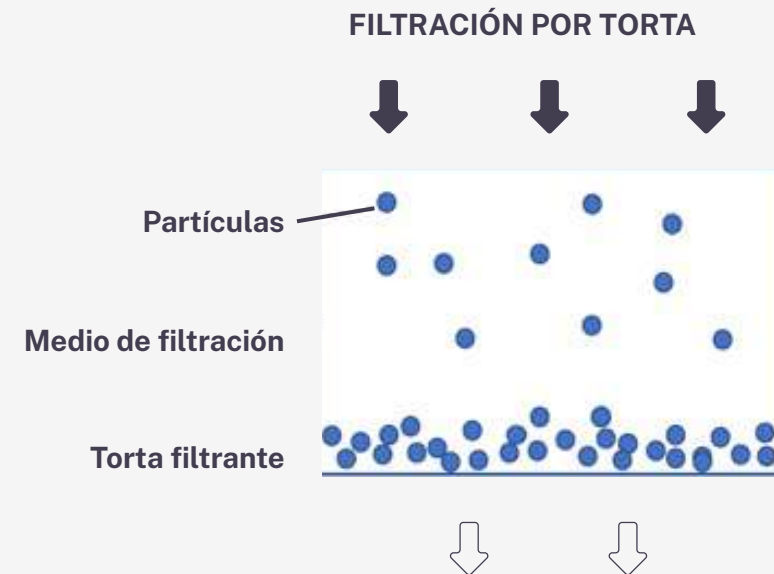 FILTRACIÓN POR TORTA
Partículas
Medio de filtración
Torta filtrante